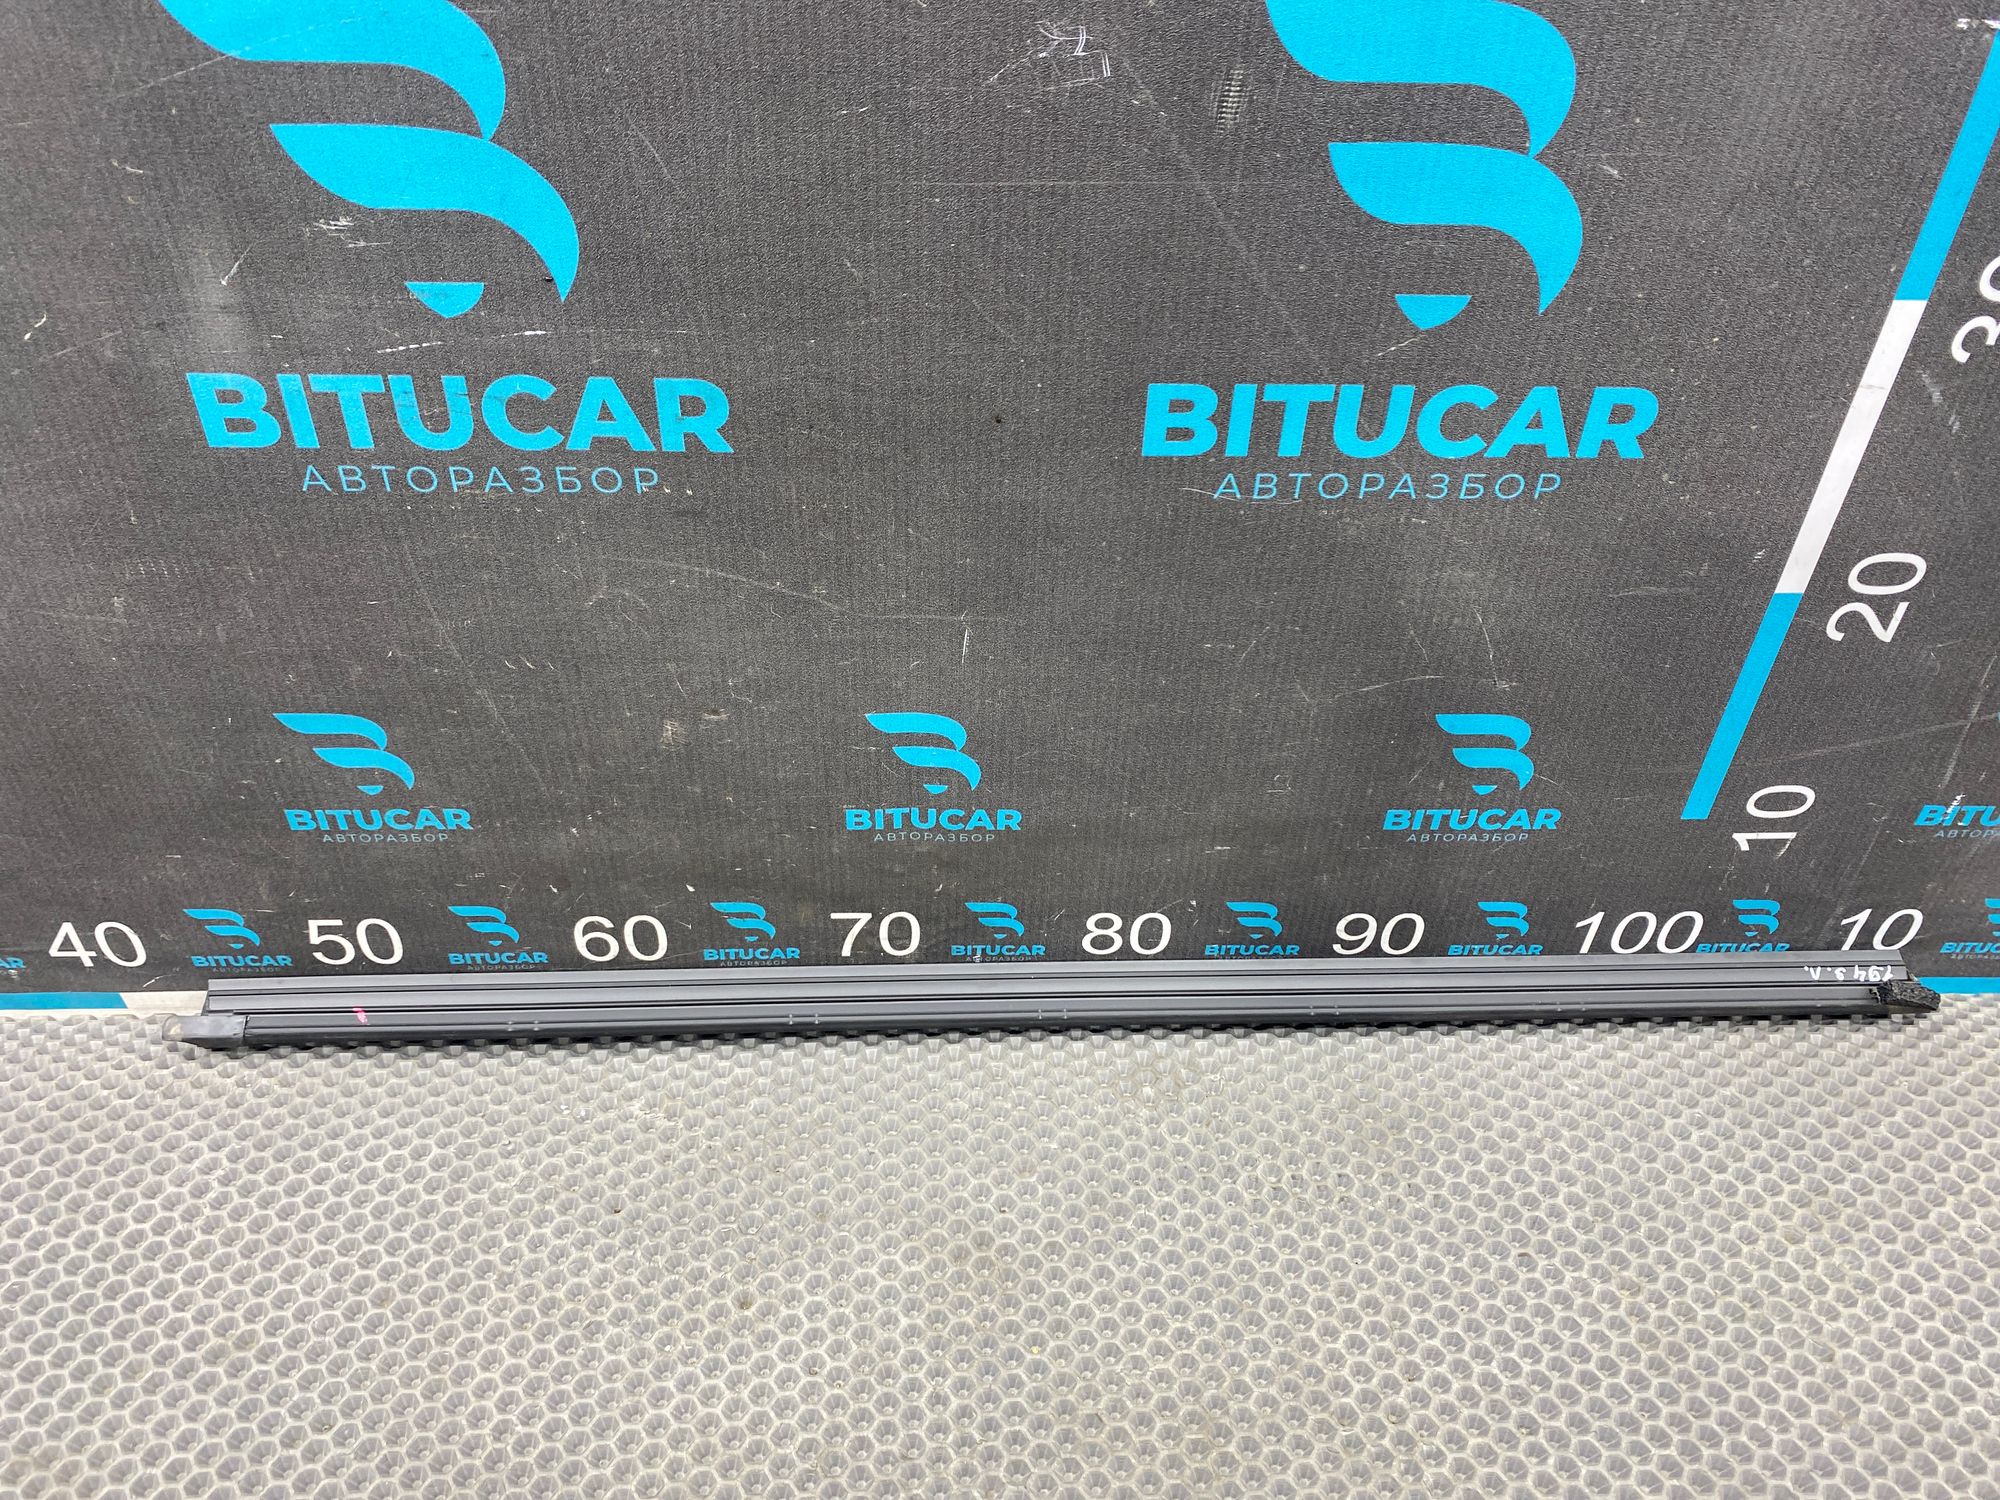 BITUCAR BITUCAR
АВТОРАЗБОР АВТОРАЗБОР
30
20
10
BITUCAR BITUCAR BITUCAR
АВТОРАЗБОР АВТОРАЗБОР АВТОРАЗБОР
40 50 60 70 80 90 100 10
BITUCAR BITUCAR BITUCAR BITUCAR BITUCAR BITUCAR BITUCAR
194 з.л.